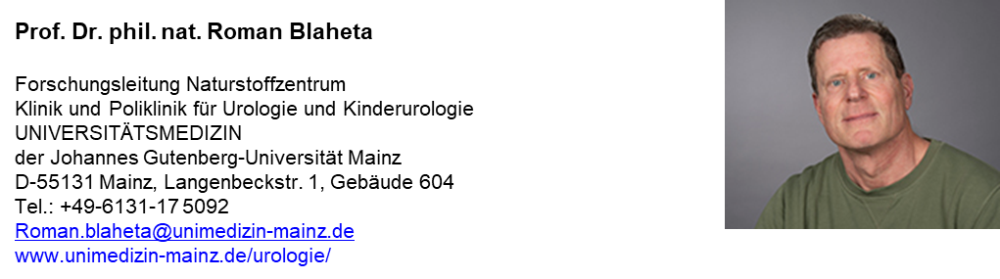 Prof. Dr. phil. nat. Roman Blaheta
Forschungsleitung Naturstoffzentrum
Klinik und Poliklinik für Urologie und Kinderurologie
UNIVERSITÄTSMEDIZIN
der Johannes Gutenberg-Universität Mainz
D-55131 Mainz, Langenbeckstr. 1, Gebäude 604
Tel.: +49-6131-17 5092
Roman.blaheta@unimedizin-mainz.de
www.unimedizin-mainz.de/urologie/